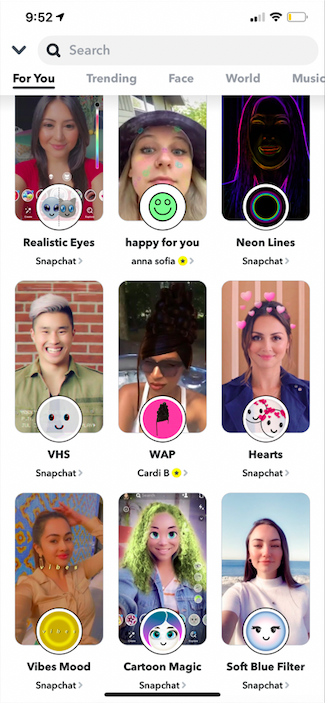 9:52
Search
For You Trending Face World Music
Realistic Eyes happy for you Neon Lines
Snapchat anna sofia Snapchat
VHS WAP Hearts
Snapchat Cardi B Snapchat
vibes
Vibes Mood Cartoon Magic Soft Blue Filter
Snapchat Snapchat Snapchat